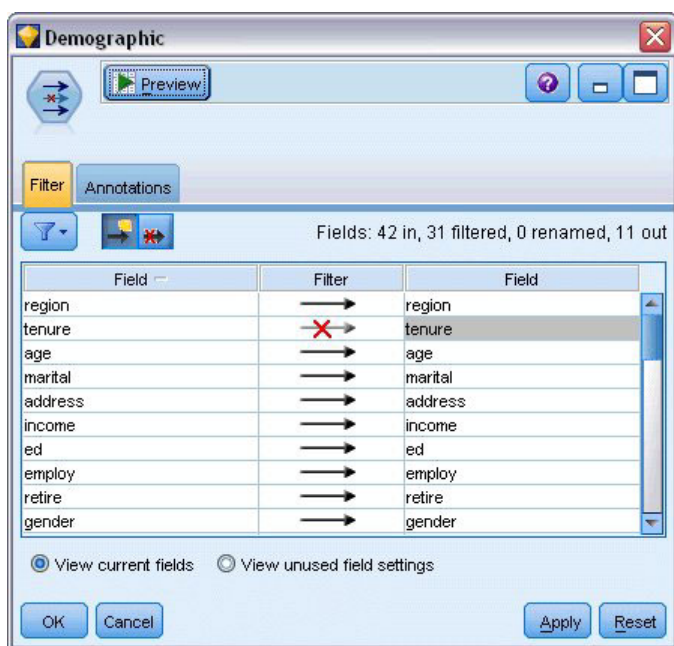 Demographic
Preview
Filter Annotations
Fields: 42 in, 31 filtered, 0 renamed, 11 out
Field Filter Field
region region
tenure tenure
age age
marital marital
address address
income income
ed ed
employ employ
retire retire
gender gender
View current fields View unused field settings
OK Cancel Apply Reset